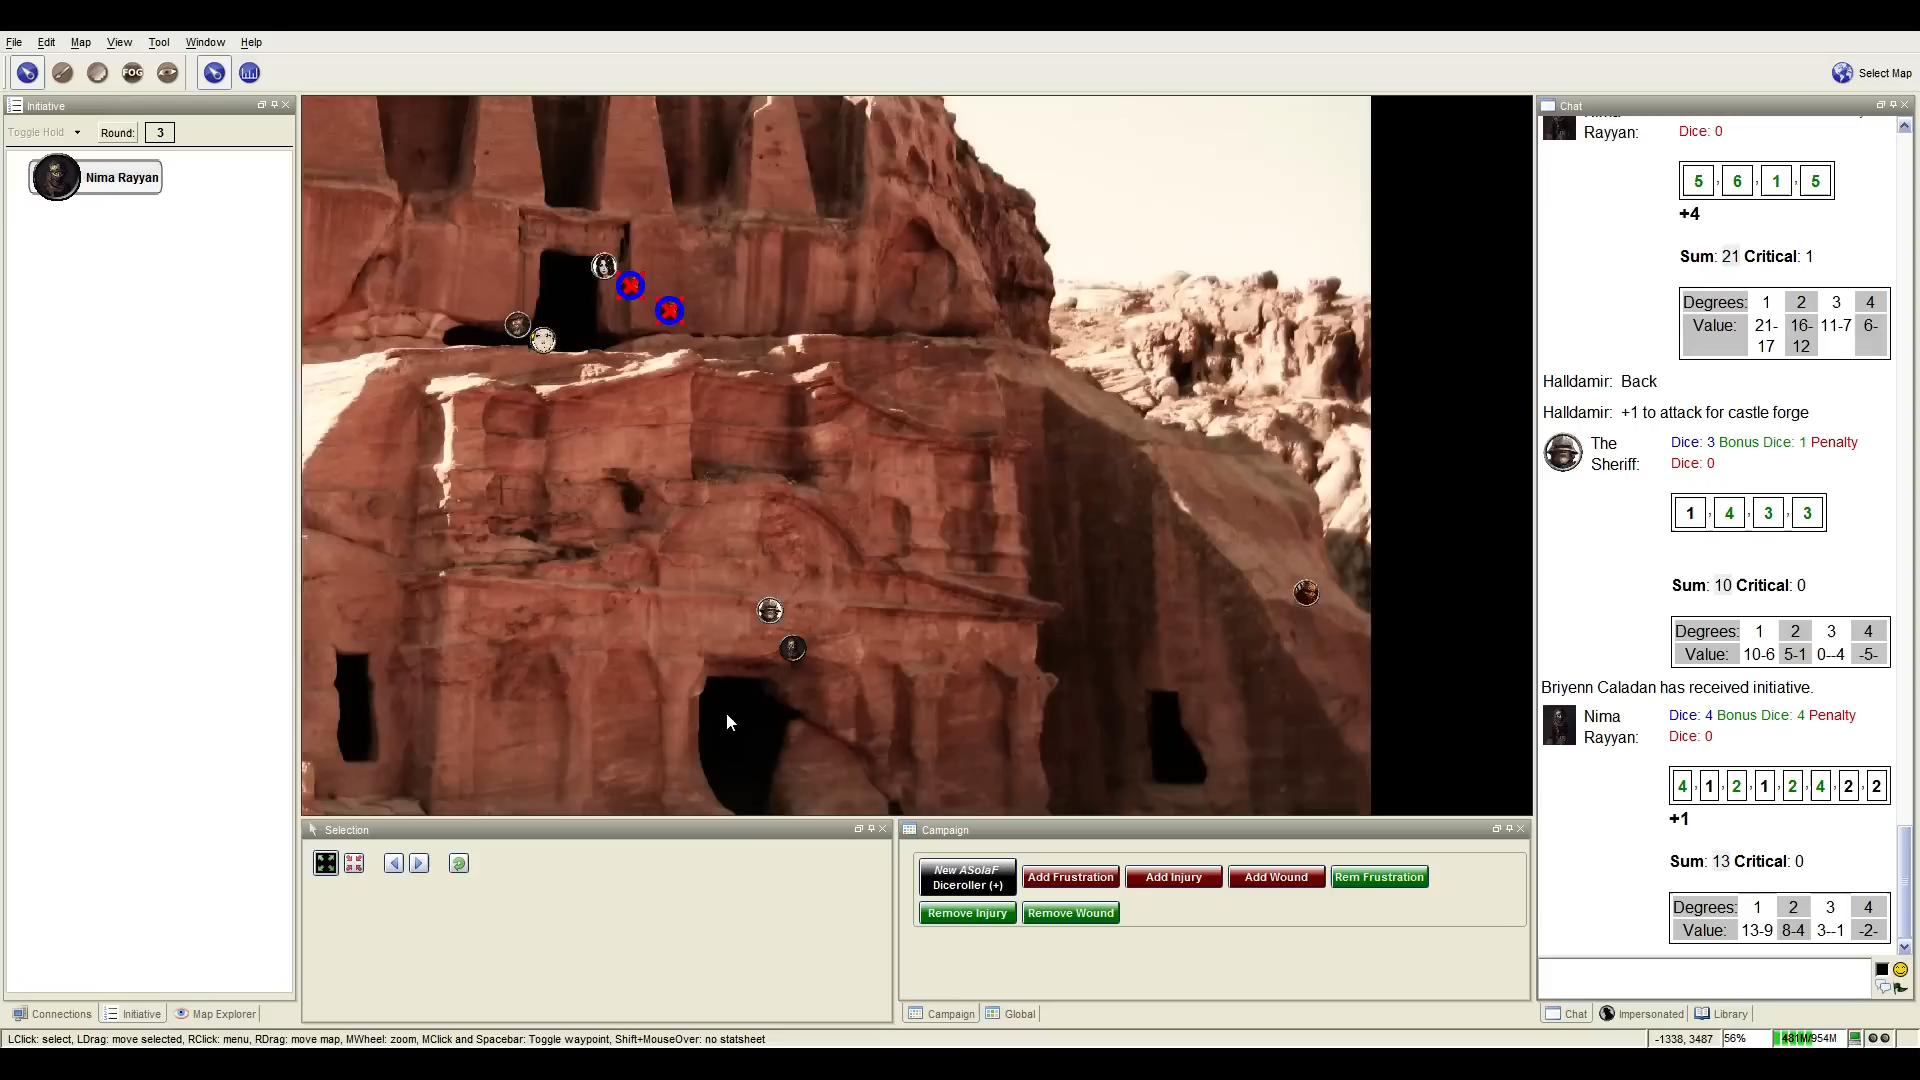 File Edit Map View Tool Window Help
FOG
Select Map
Initiative
Toggle Hold Round: 3
Nima Rayyan
Chat
Rayyan:
Dice: 0
5, 6, 1, 5
+4
Sum: 21 Critical: 1
Degrees: 1 2 3 4
Value: 21- 16- 11-7 6-
17 12
Halldamir: Back
Halldamir: +1 to attack for castle forge
The Dice: 3 Bonus Dice: 1 Penalty
Sheriff: Dice: 0
1, 4, 3, 3
Sum: 10 Critical: 0
Degrees: 1 2 3 4
Value: 10-6 5-1 0--4 -5-
Briyenn Caladan has received initiative.
Nima Dice: 4 Bonus Dice: 4 Penalty
Rayyan: Dice: 0
4, 1, 2, 1, 2, 4, 2, 2
+1
Sum: 13 Critical: 0
Degrees: 1 2 3 4
Value: 13-9 8-4 3--1 -2-
Selection
Campaign
New ASoIaF
Diceroller (+)
Add Frustration Add Injury Add Wound Rem Frustration
Remove Injury Remove Wound
Connections Initiative Map Explorer
Campaign Global
Chat Impersonated Library
LClick: select, LDrag: move selected, RClick: menu, RDrag: move map, MWheel: zoom, MClick and Spacebar: Toggle waypoint, Shift+MouseOver: no statsheet
-1338, 3487 56% 481M/954M